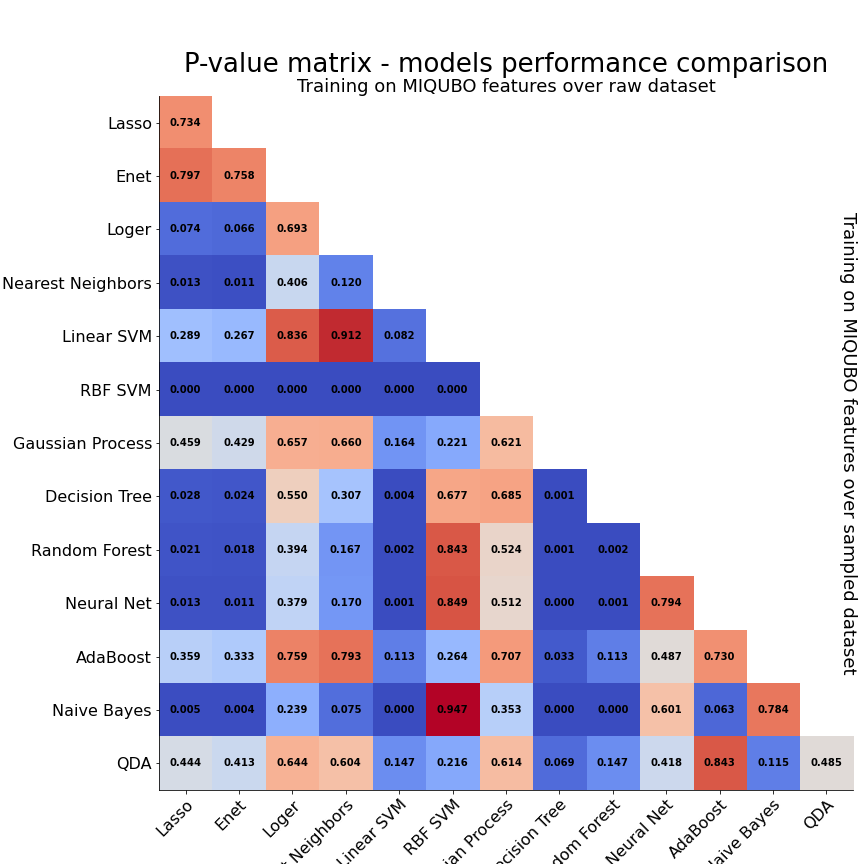 P-value matrix - models performance comparison
Training on MIQUBO features over raw dataset
Lasso 0.734
Enet 0.797 0.758
Loger 0.074 0.066 0.693
Nearest Neighbors 0.013 0.011 0.406 0.120
Linear SVM 0.289 0.267 0.836 0.912 0.082
RBF SVM 0.000 0.000 0.000 0.000 0.000 0.000
Gaussian Process 0.459 0.429 0.657 0.660 0.164 0.221 0.621
Decision Tree 0.028 0.024 0.550 0.307 0.004 0.677 0.685 0.001
Random Forest 0.021 0.018 0.394 0.167 0.002 0.843 0.524 0.001 0.002
Neural Net 0.013 0.011 0.379 0.170 0.001 0.849 0.512 0.000 0.001 0.794
AdaBoost 0.359 0.333 0.759 0.793 0.113 0.264 0.707 0.033 0.113 0.487 0.730
Naive Bayes 0.005 0.004 0.239 0.075 0.000 0.947 0.353 0.000 0.000 0.601 0.063 0.784
QDA 0.444 0.413 0.644 0.604 0.147 0.216 0.614 0.069 0.147 0.418 0.843 0.115 0.485
Lasso
Enet
Loger
t Neighbors
Linear SVM
RBF SVM
ian Process
ecision Tree
dom Forest
Neural Net
AdaBoost
Naive Bayes
QDA
Training on MIQUBO features over sampled dataset